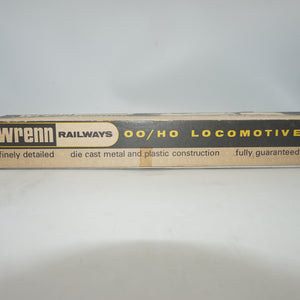 wrenn RAILWAYS OO/HO LOCOMOTIVE
finely detailed die cast metal and plastic construction fully guaranteed